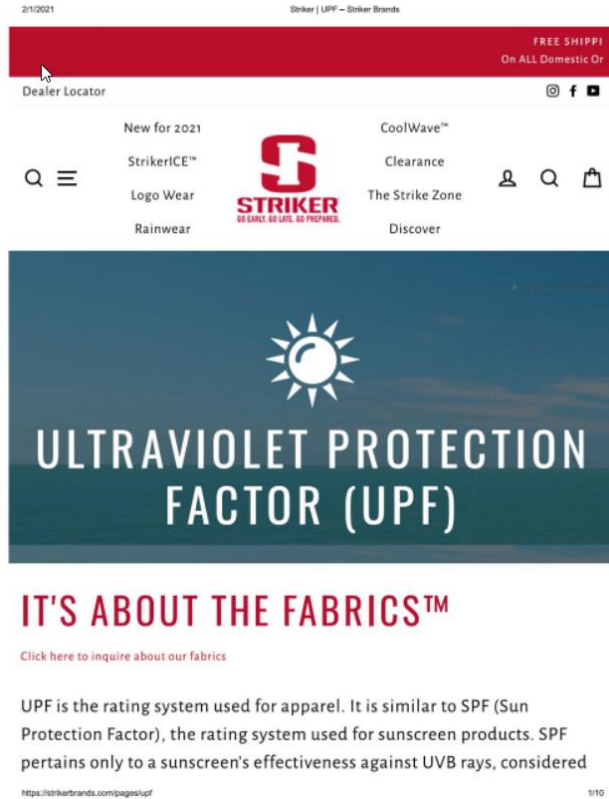 2/1/2021 Striker | UPF – Striker Brands
FREE SHIPPI
On ALL Domestic Or
Dealer Locator
New for 2021
StrikerICE™
Logo Wear
Rainwear
STRIKER
GO EARLY. GO LATE. GO PREPARED.
CoolWave™
Clearance
The Strike Zone
Discover
ULTRAVIOLET PROTECTION
FACTOR (UPF)
IT'S ABOUT THE FABRICS™
Click here to inquire about our fabrics
UPF is the rating system used for apparel. It is similar to SPF (Sun
Protection Factor), the rating system used for sunscreen products. SPF
pertains only to a sunscreen's effectiveness against UVB rays, considered
https://strikerbrands.com/pages/upf 1/10